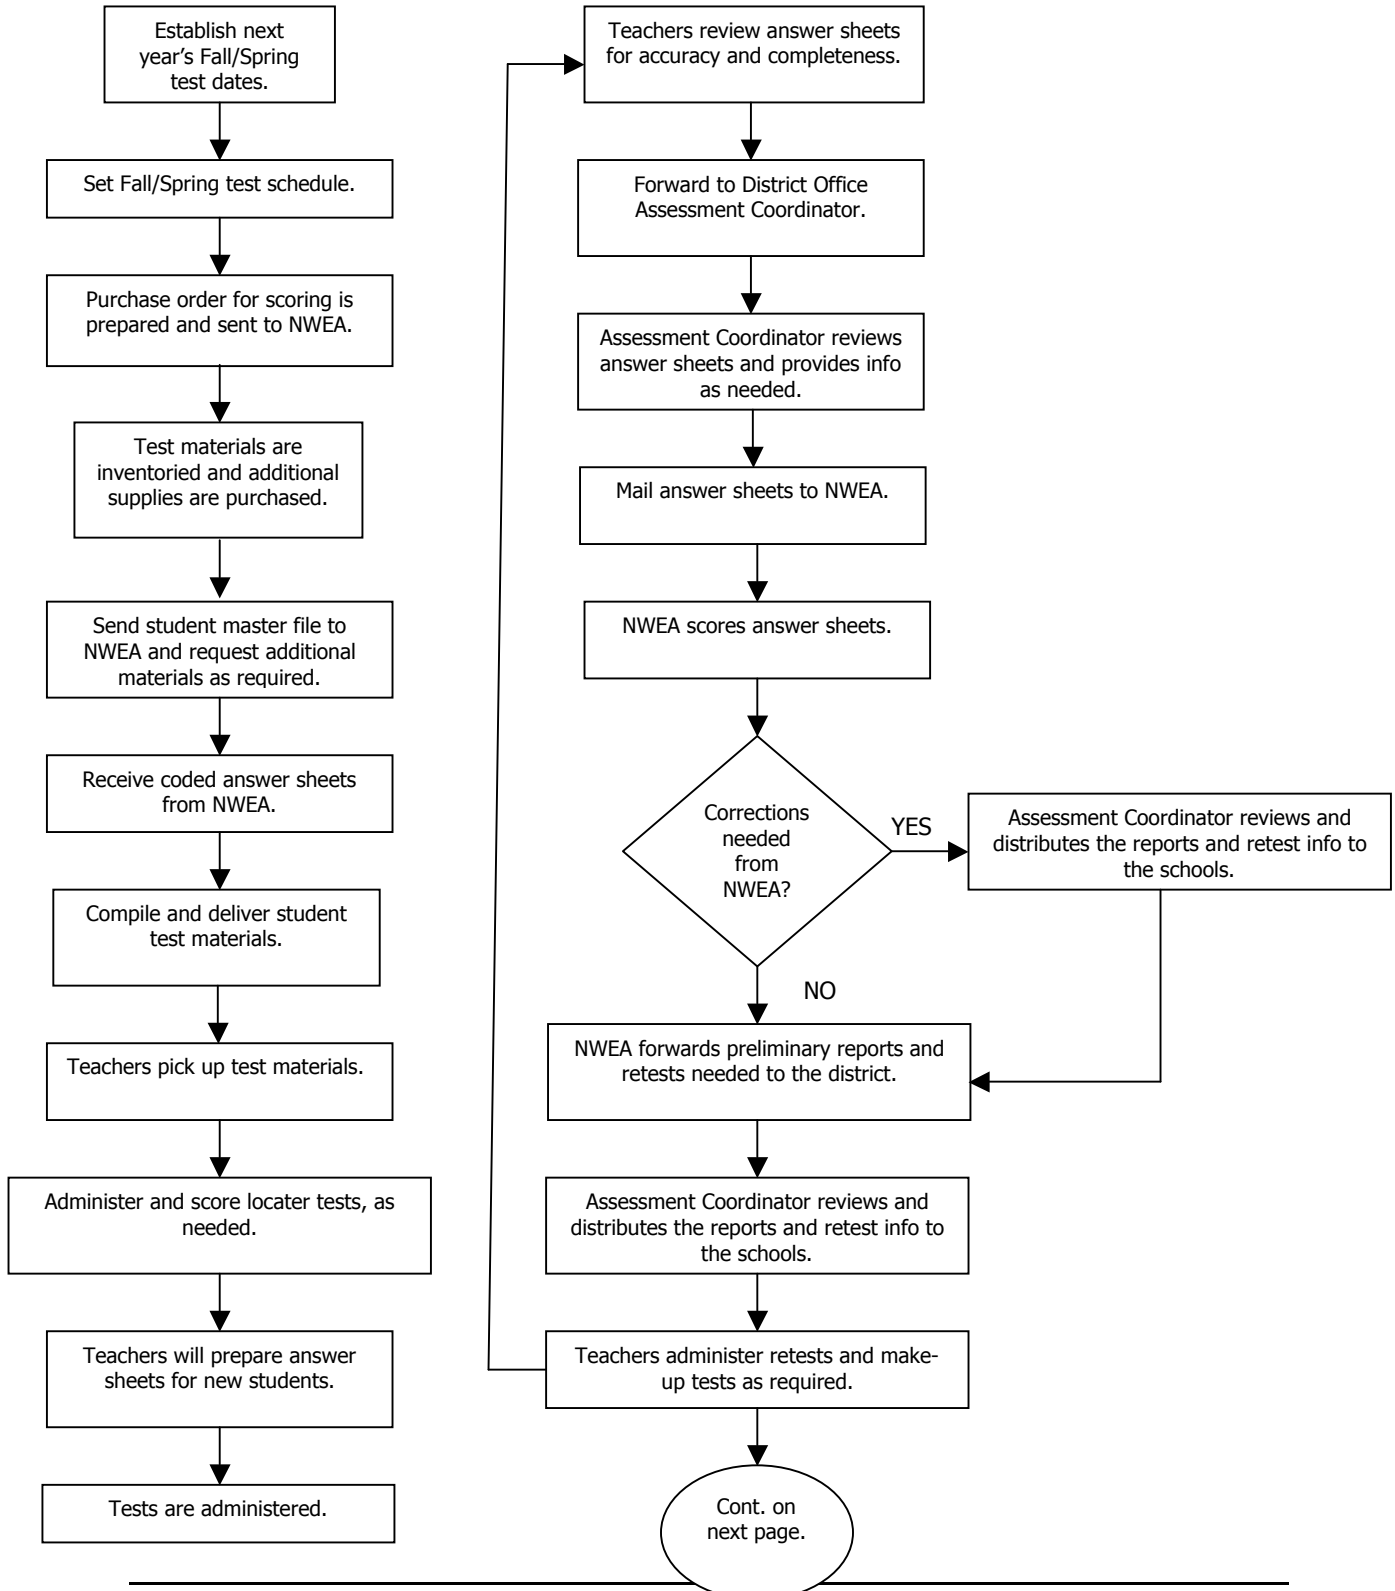 Establish next
year's Fall/Spring
test dates.
Set Fall/Spring test schedule.
Purchase order for scoring is
prepared and sent to NWEA.
Test materials are
inventoried and additional
supplies are purchased.
Send student master file to
NWEA and request additional
materials as required.
Receive coded answer sheets
from NWEA.
Compile and deliver student
test materials.
Teachers pick up test materials.
Administer and score locater tests, as
needed.
Teachers will prepare answer
sheets for new students.
Tests are administered.
Teachers review answer sheets
for accuracy and completeness.
Forward to District Office
Assessment Coordinator.
Assessment Coordinator reviews
answer sheets and provides info
as needed.
Mail answer sheets to NWEA.
NWEA scores answer sheets.
Corrections
needed
from
NWEA?
YES
Assessment Coordinator reviews and
distributes the reports and retest info to
the schools.
NO
NWEA forwards preliminary reports and
retests needed to the district.
Assessment Coordinator reviews and
distributes the reports and retest info to
the schools.
Teachers administer retests and make-
up tests as required.
Cont. on
next page.